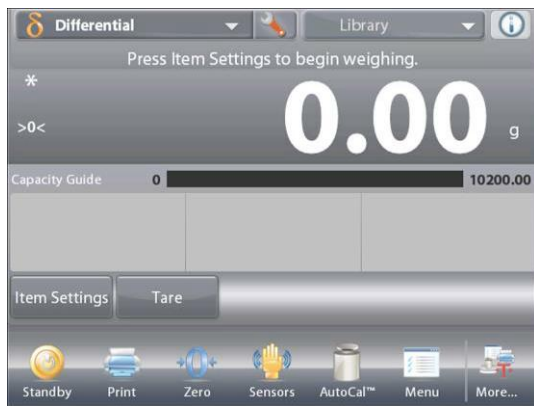 δ Differential Library
Press Item Settings to begin weighing.
*
>0< 0.00 g
Capacity Guide 0 10200.00
Item Settings Tare
Standby Print Zero Sensors AutoCal™ Menu More...